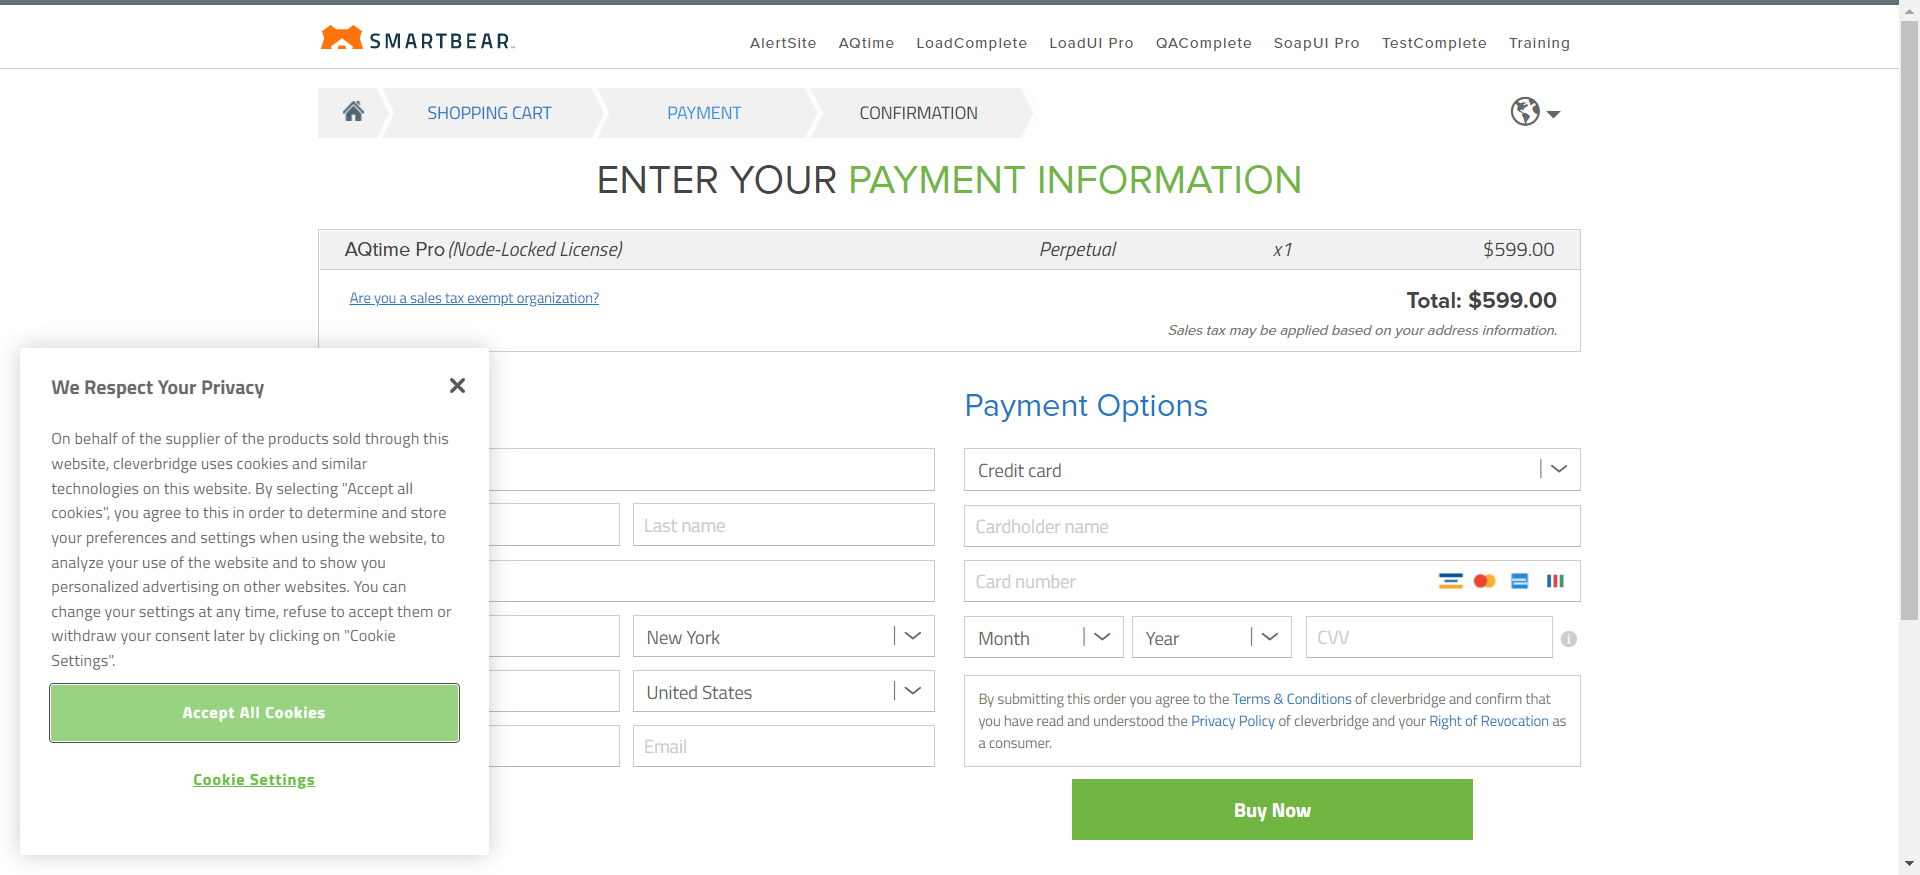 SMARTBEAR
AlertSite AQtime LoadComplete LoadUI Pro QAComplete SoapUI Pro TestComplete Training
SHOPPING CART PAYMENT CONFIRMATION
ENTER YOUR PAYMENT INFORMATION
AQtime Pro (Node-Locked License) Perpetual x1 $599.00
Are you a sales tax exempt organization?
Total: $599.00
Sales tax may be applied based on your address information.
We Respect Your Privacy
On behalf of the supplier of the products sold through this
website, cleverbridge uses cookies and similar
technologies on this website. By selecting "Accept all
cookies", you agree to this in order to determine and store
your preferences and settings when using the website, to
analyze your use of the website and to show you
personalized advertising on other websites. You can
change your settings at any time, refuse to accept them or
withdraw your consent later by clicking on "Cookie
Settings".
Accept All Cookies
Cookie Settings
Last name
New York
United States
Email
Payment Options
Credit card
Cardholder name
Card number
Month Year CVV
By submitting this order you agree to the Terms & Conditions of cleverbridge and confirm that
you have read and understood the Privacy Policy of cleverbridge and your Right of Revocation as
a consumer.
Buy Now